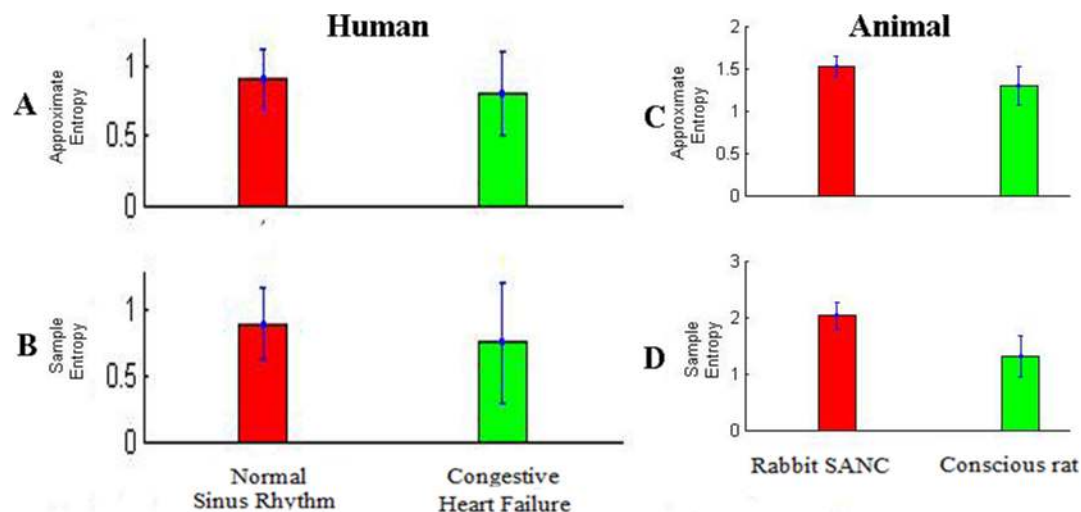 Human
Animal
A
Approximate
Entropy
1
0.5
0
C
Approximate
Entropy
2
1.5
1
0.5
0
B
Sample
Entropy
1
0.5
0
D
Sample
Entropy
3
2
1
0
Normal
Sinus Rhythm
Congestive
Heart Failure
Rabbit SANC
Conscious rat